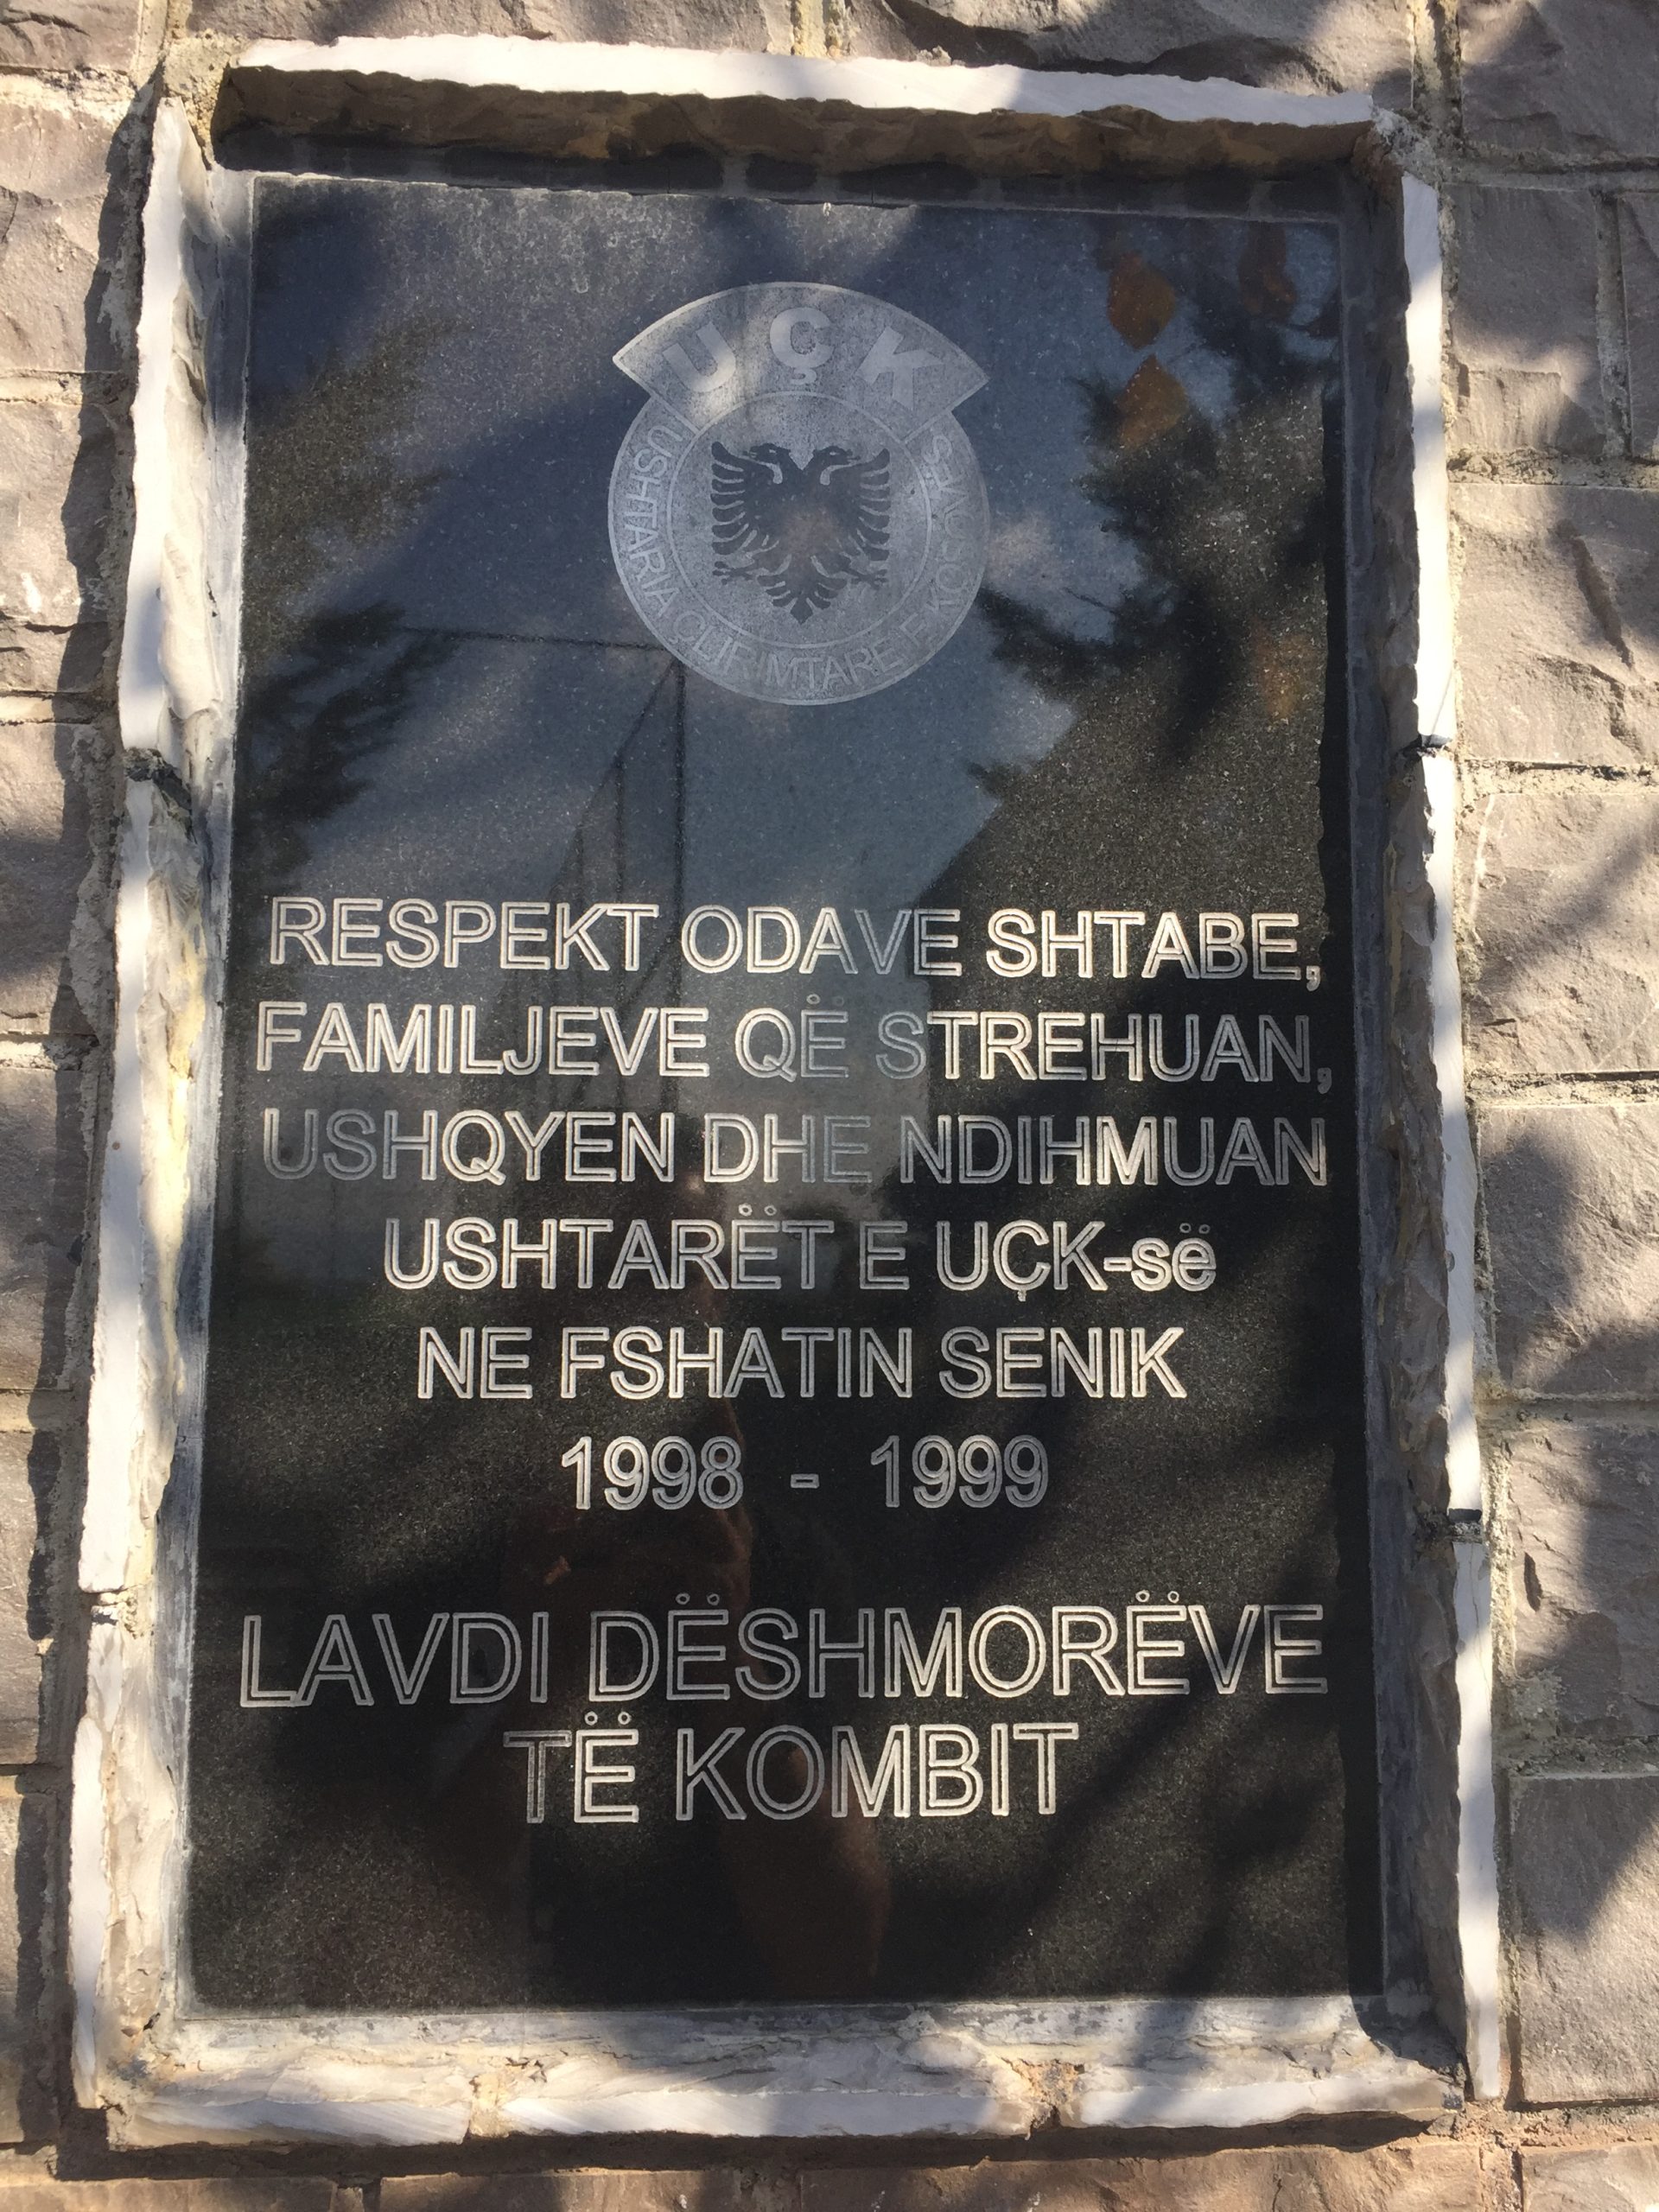 UÇK
USHTARIA ÇLIRIMTARE E KOSOVËS
RESPEKT ODAVE SHTABE,
FAMILJEVE QË STREHUAN,
USHQYEN DHE NDIHMUAN
USHTARËT E UÇK-së
NE FSHATIN SENIK
1998 - 1999
LAVDI DËSHMORËVE
TË KOMBIT